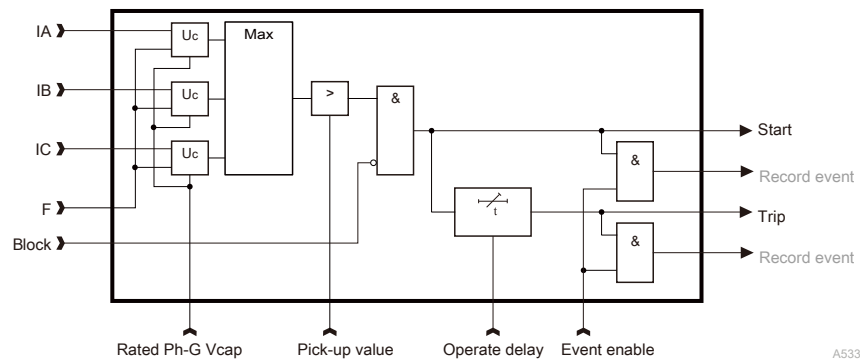 IA
Uc
Max
IB
Uc
>
&
IC
Uc
F
Block
t
Start
&
Record event
Trip
&
Record event
Rated Ph-G Vcap
Pick-up value
Operate delay
Event enable
A533